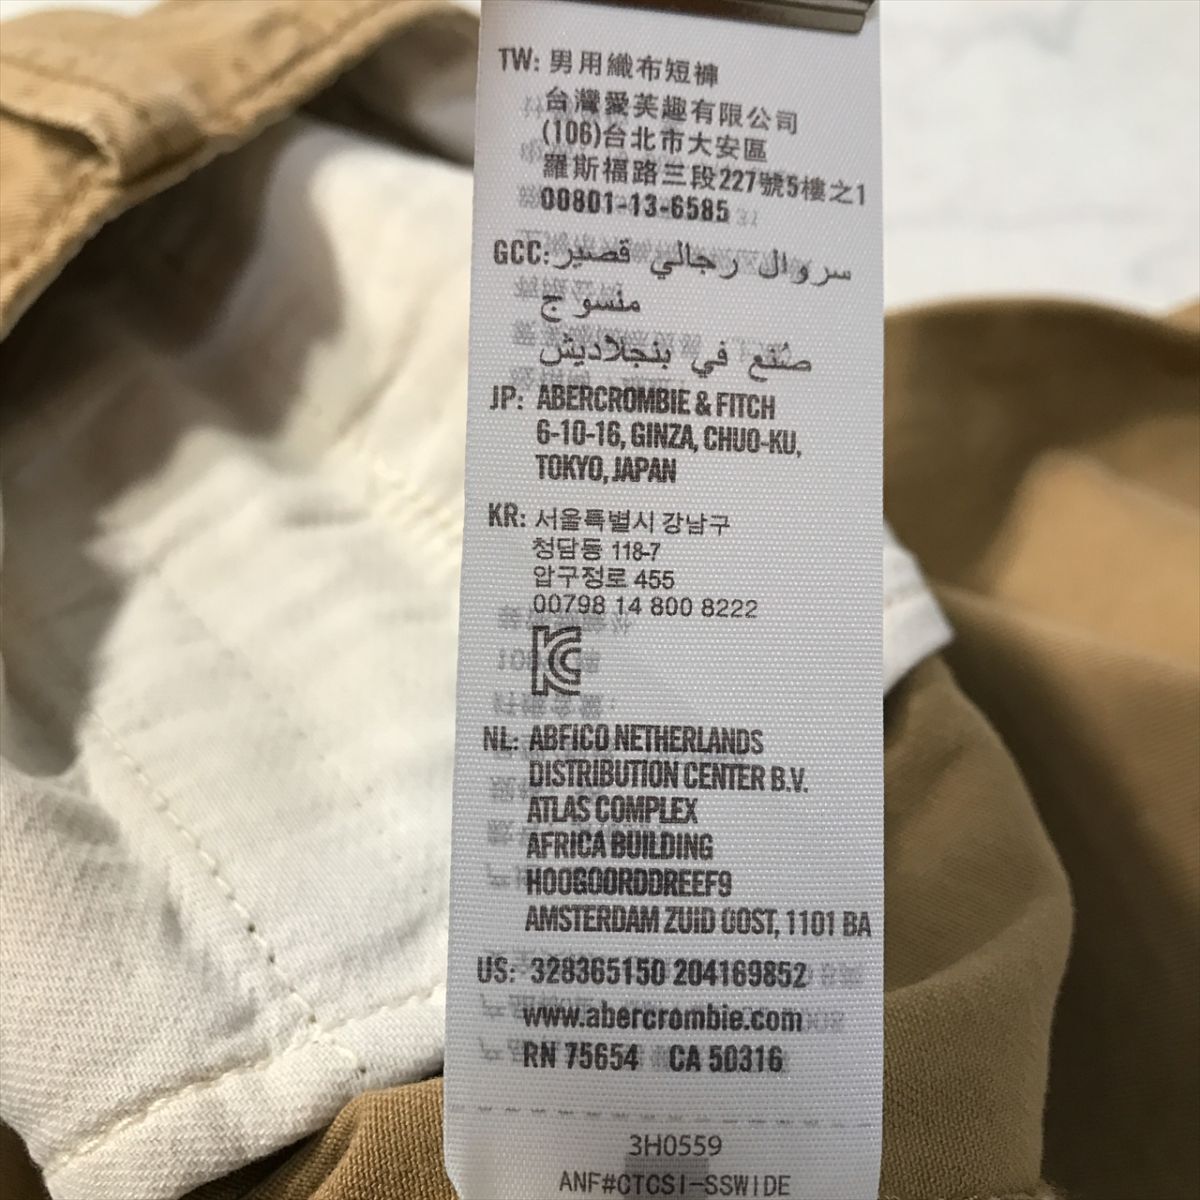 TW: 男用織布短褲
台灣愛芙趣有限公司
(106)台北市大安區
羅斯福路三段227號5樓之1
00801-13-6585
GCC: سروال رجالي قصير
منسوج
صُنع في بنجلاديش
JP: ABERCROMBIE & FITCH
6-10-16, GINZA, CHUO-KU,
TOKYO, JAPAN
KR: 서울특별시 강남구
청담동 118-7
압구정로 455
00798 14 800 8222
NL: ABFICO NETHERLANDS
DISTRIBUTION CENTER B.V.
ATLAS COMPLEX
AFRICA BUILDING
HOOGOORDDREEF9
AMSTERDAM ZUID OOST, 1101 BA
US: 328365150 204169852
www.abercrombie.com
RN 75654 CA 50316
3H0559
ANF#CTCSI-SSWIDE